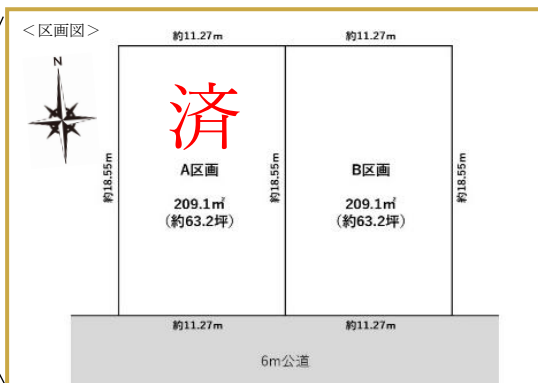 ＜区画図＞
約11.27m 約11.27m
N
済
約18.55m 約18.55m 約18.55m
A区画 B区画
209.1㎡ 209.1㎡
（約63.2坪） （約63.2坪）
約11.27m 約11.27m
6m公道